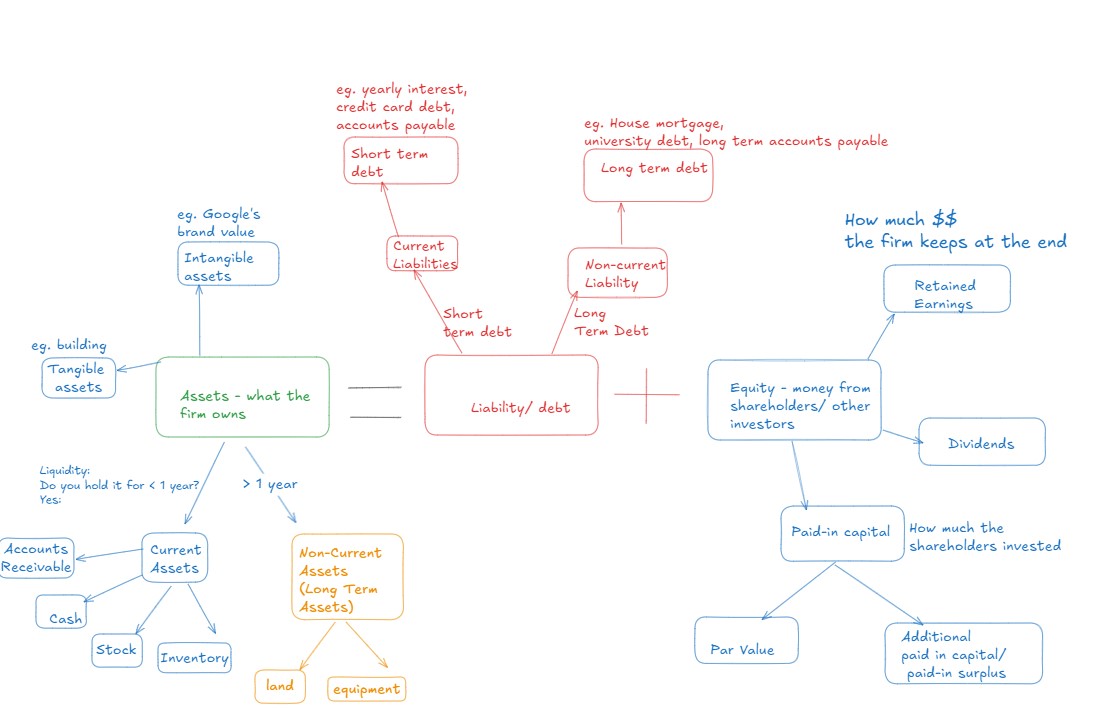 eg. yearly interest,
credit card debt,
accounts payable
Short term
debt
eg. House mortgage,
university debt, long term accounts payable
Long term debt
eg. Google's
brand value
Intangible
assets
Current
Liabilities
Non-current
Liability
How much $$
the firm keeps at the end
Retained
Earnings
Short
term debt
Long
Term Debt
eg. building
Tangible
assets
Assets - what the
firm owns
=
Liability/ debt
+
Equity - money from
shareholders/ other
investors
Dividends
Liquidity:
Do you hold it for < 1 year?
Yes:
> 1 year
Accounts
Receivable
Current
Assets
Cash
Stock
Inventory
Non-Current
Assets
(Long Term
Assets)
land
equipment
Paid-in capital
How much the
shareholders invested
Par Value
Additional
paid in capital/
paid-in surplus